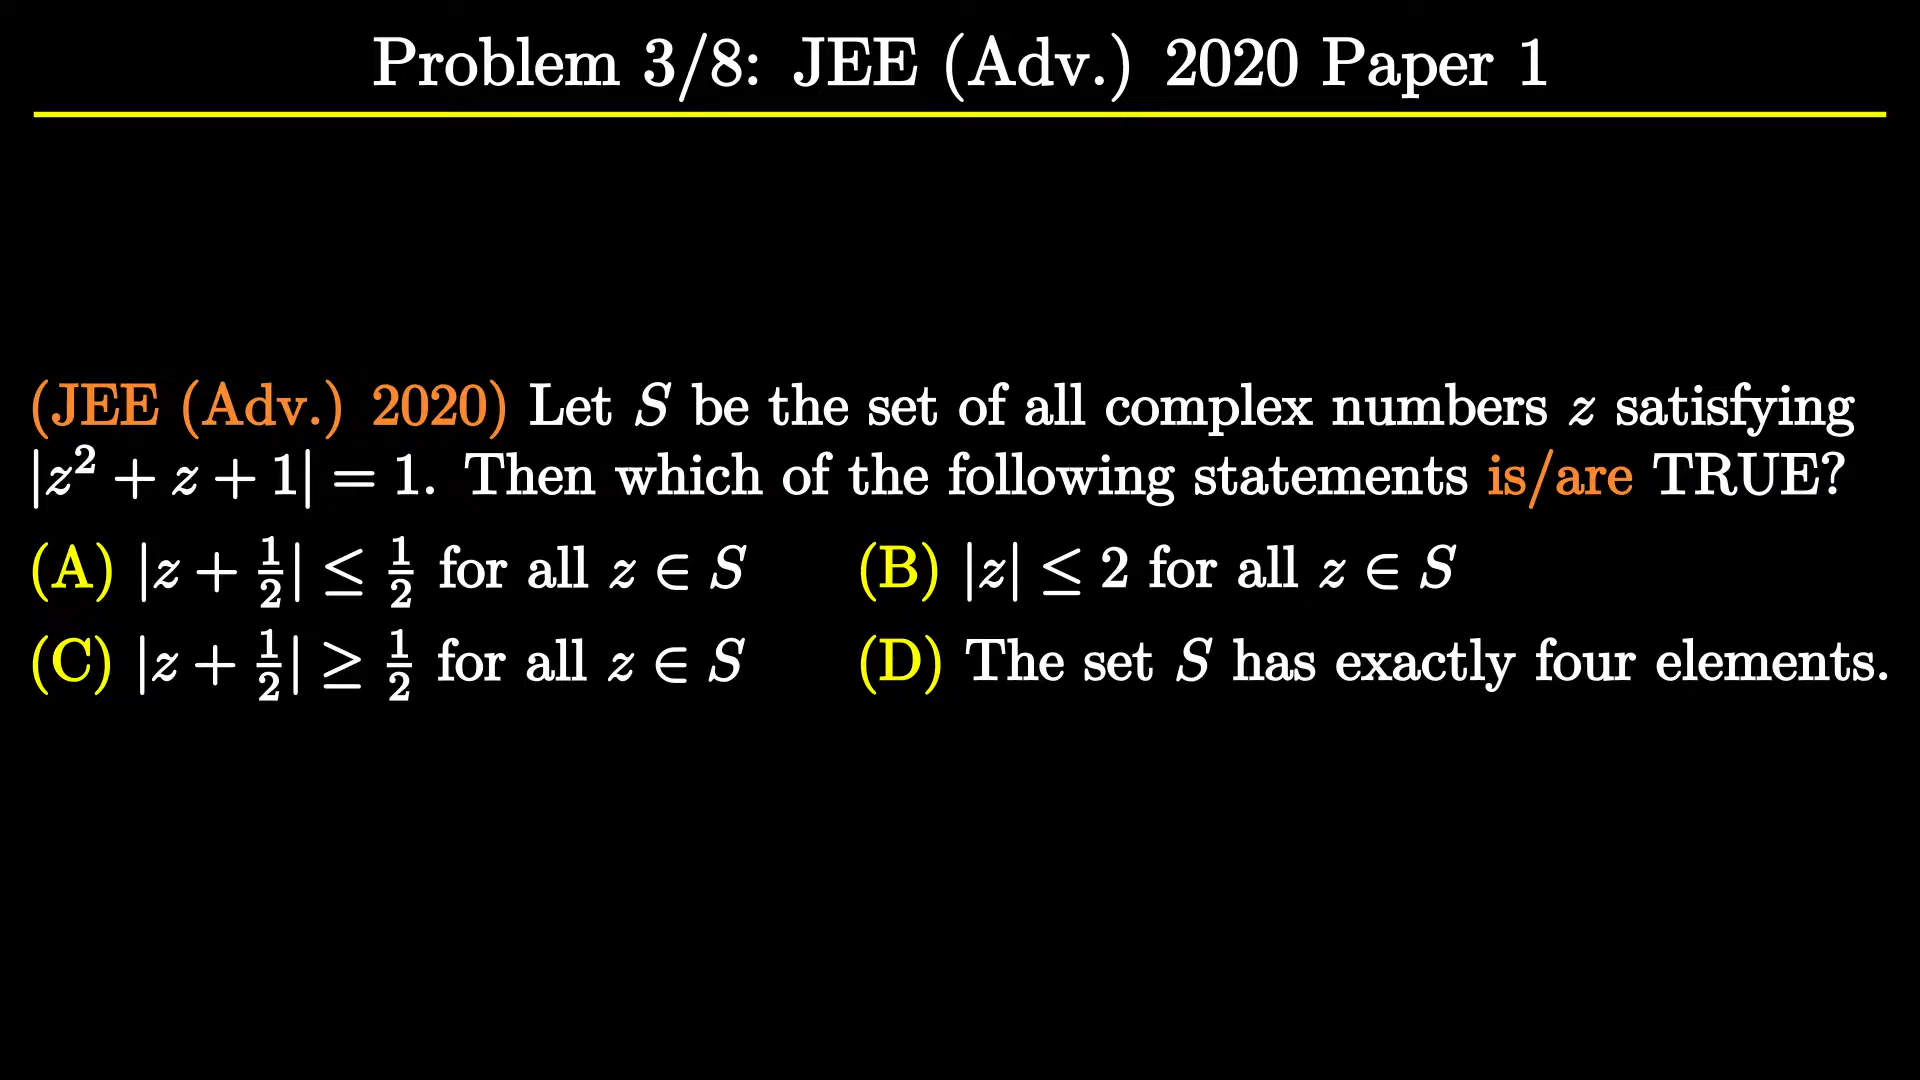 Problem 3/8: JEE (Adv.) 2020 Paper 1
(JEE (Adv.) 2020) Let S be the set of all complex numbers z satisfying
|z² + z + 1| = 1. Then which of the following statements is/are TRUE?
(A) |z + 1/2| ≤ 1/2 for all z ∈ S (B) |z| ≤ 2 for all z ∈ S
(C) |z + 1/2| ≥ 1/2 for all z ∈ S (D) The set S has exactly four elements.